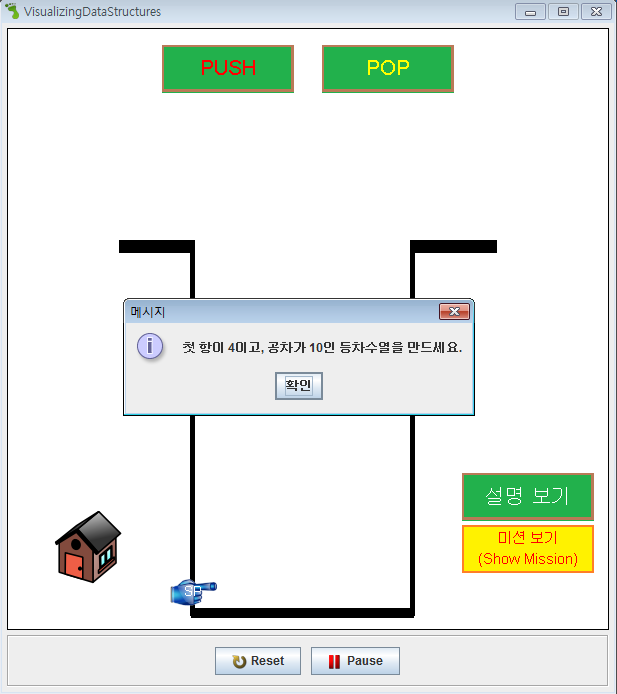 VisualizingDataStructures
PUSH
POP
메시지
첫 항이 4이고, 공차가 10인 등차수열을 만드세요.
확인
설명 보기
미션 보기
(Show Mission)
SP
Reset
Pause